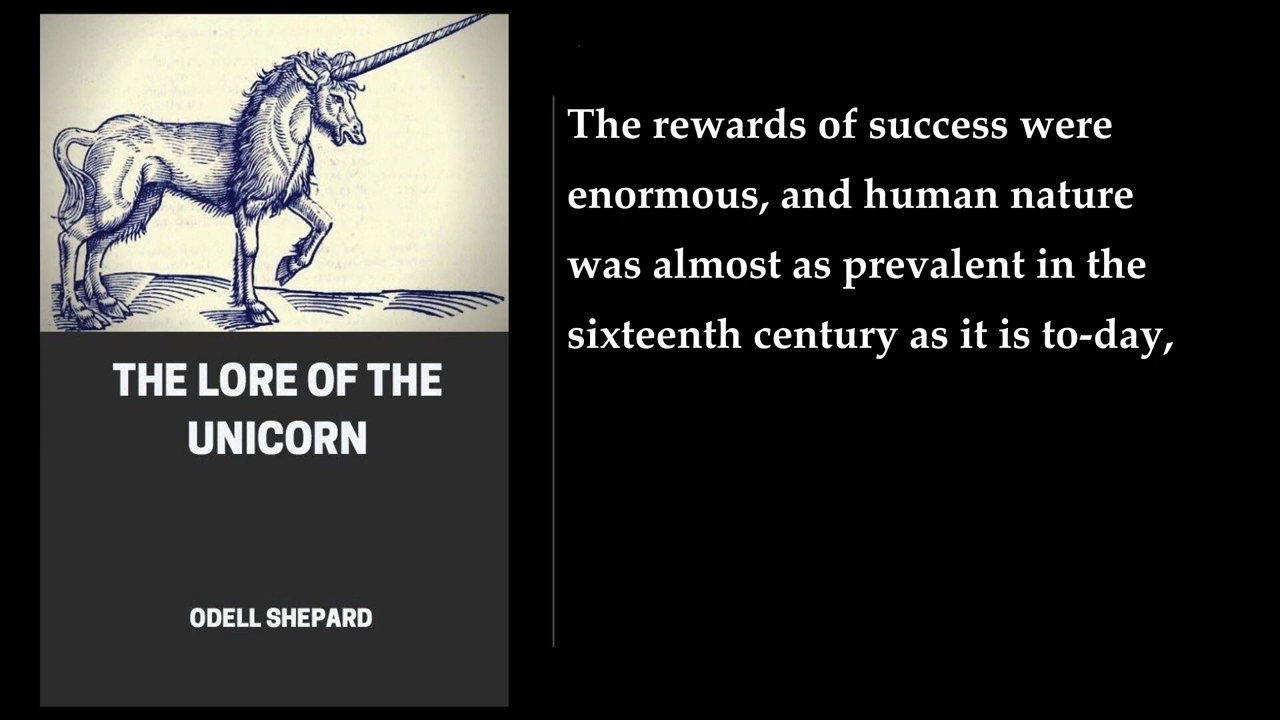 THE LORE OF THE
UNICORN
ODELL SHEPARD
The rewards of success were
enormous, and human nature
was almost as prevalent in the
sixteenth century as it is to-day,